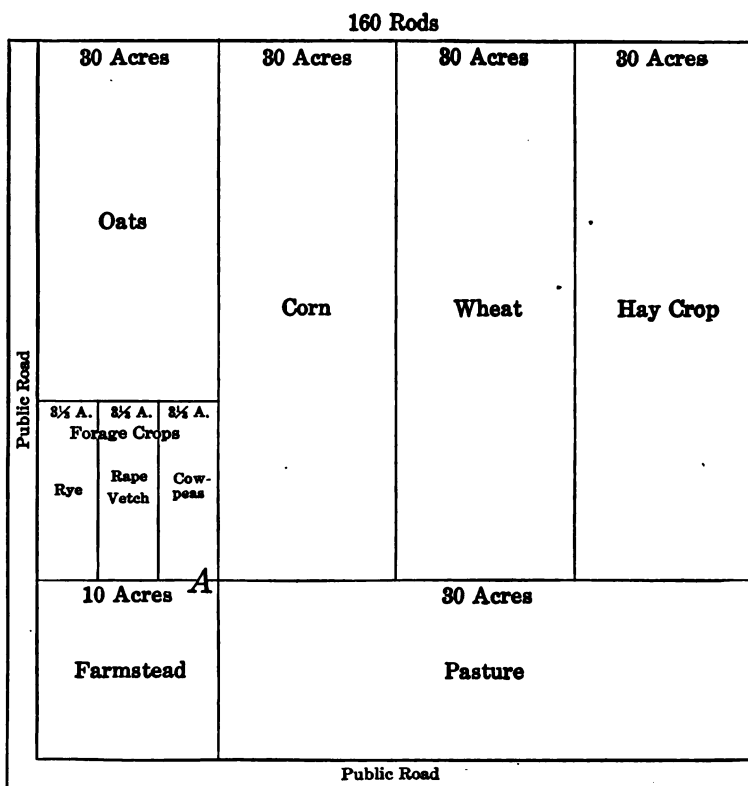 160 Rods
30 Acres
30 Acres
30 Acres
30 Acres
Oats
Corn
Wheat
Hay Crop
Public Road
3⅓ A.
3⅓ A.
3⅓ A.
Forage Crops
Rye
Rape
Vetch
Cow-
peas
A
10 Acres
30 Acres
Farmstead
Pasture
Public Road